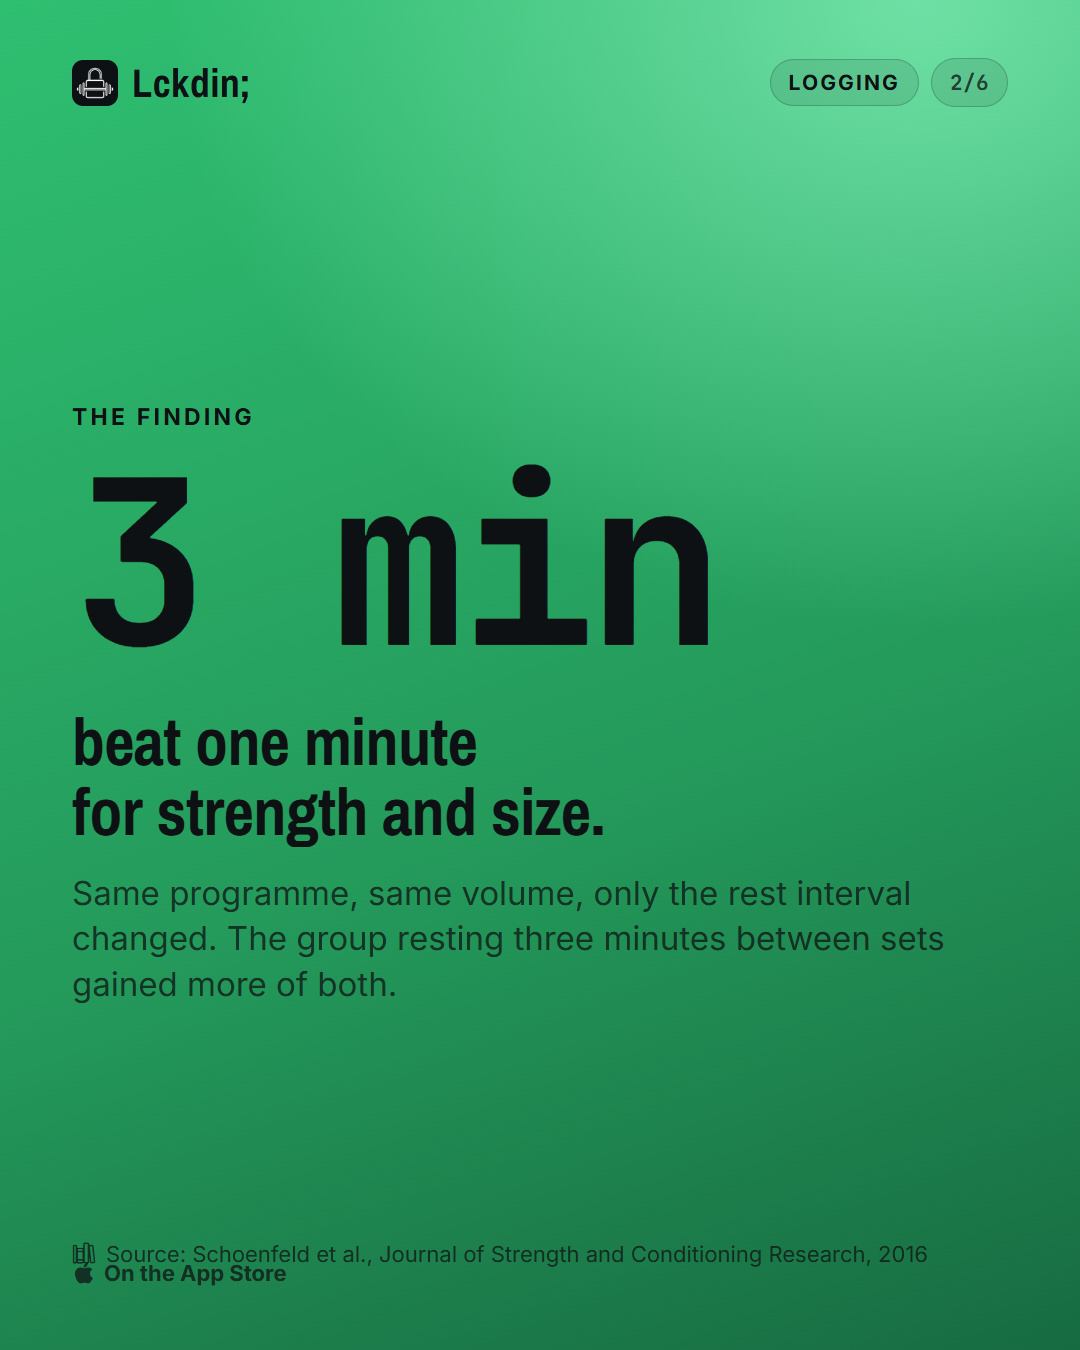 Lckdin;
LOGGING
2/6
THE FINDING
3 min
beat one minute
for strength and size.
Same programme, same volume, only the rest interval
changed. The group resting three minutes between sets
gained more of both.
Source: Schoenfeld et al., Journal of Strength and Conditioning Research, 2016
On the App Store